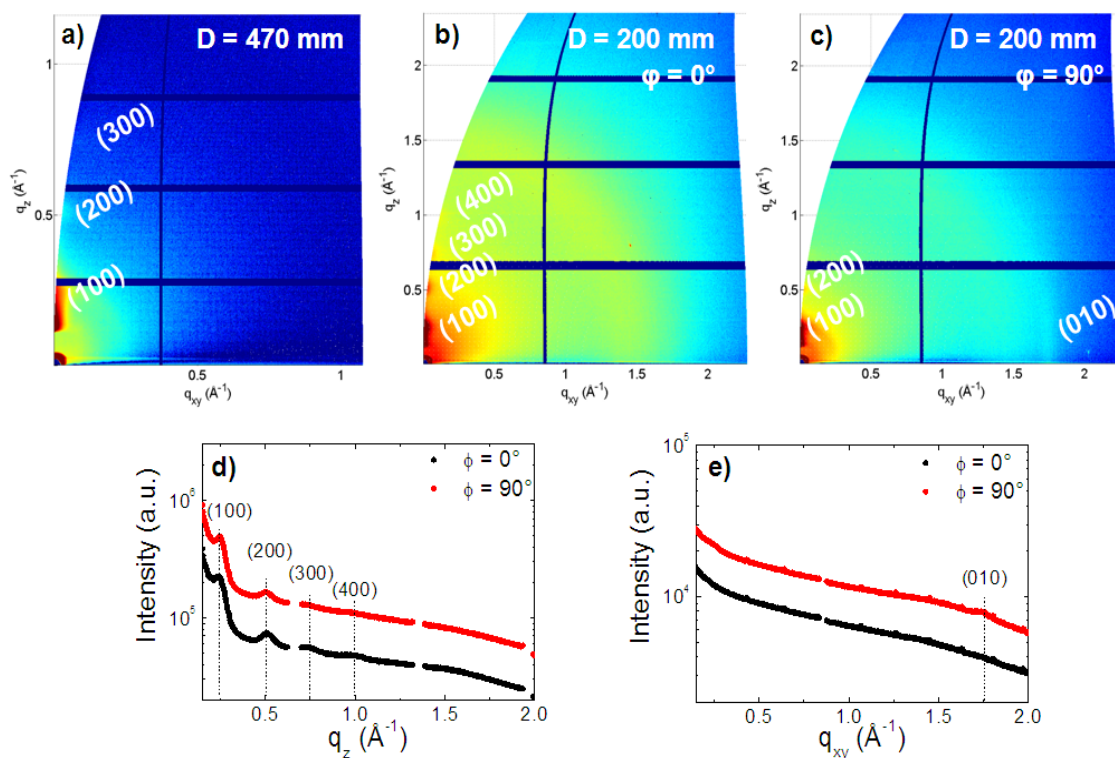 a)
D = 470 mm
1
0.5
q_z (Å⁻¹)
(300)
(200)
(100)
0.5
1
q_xy (Å⁻¹)
b)
D = 200 mm
φ = 0°
2
1.5
1
0.5
q_z (Å⁻¹)
(400)
(300)
(200)
(100)
0.5
1
1.5
2
q_xy (Å⁻¹)
c)
D = 200 mm
φ = 90°
2
1.5
1
0.5
q_z (Å⁻¹)
(200)
(100)
(010)
0.5
1
1.5
2
q_xy (Å⁻¹)
d)
ϕ = 0°
ϕ = 90°
Intensity (a.u.)
10⁶
10⁵
(100)
(200)
(300)
(400)
0.5
1.0
1.5
2.0
q_z (Å⁻¹)
e)
ϕ = 0°
ϕ = 90°
Intensity (a.u.)
10⁵
10⁴
(010)
0.5
1.0
1.5
2.0
q_xy (Å⁻¹)